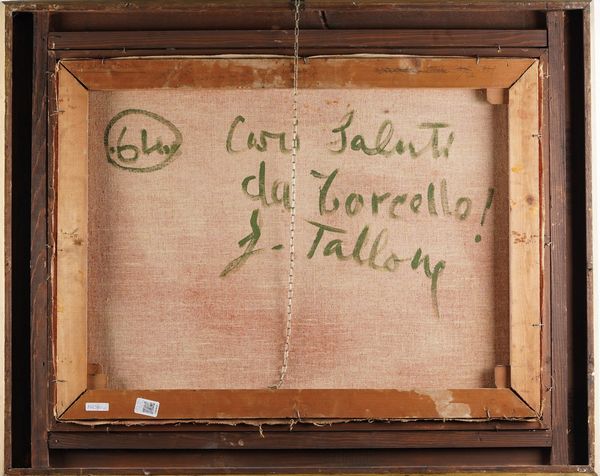 64
Cari Saluti
da Torcello!
J. Tallone